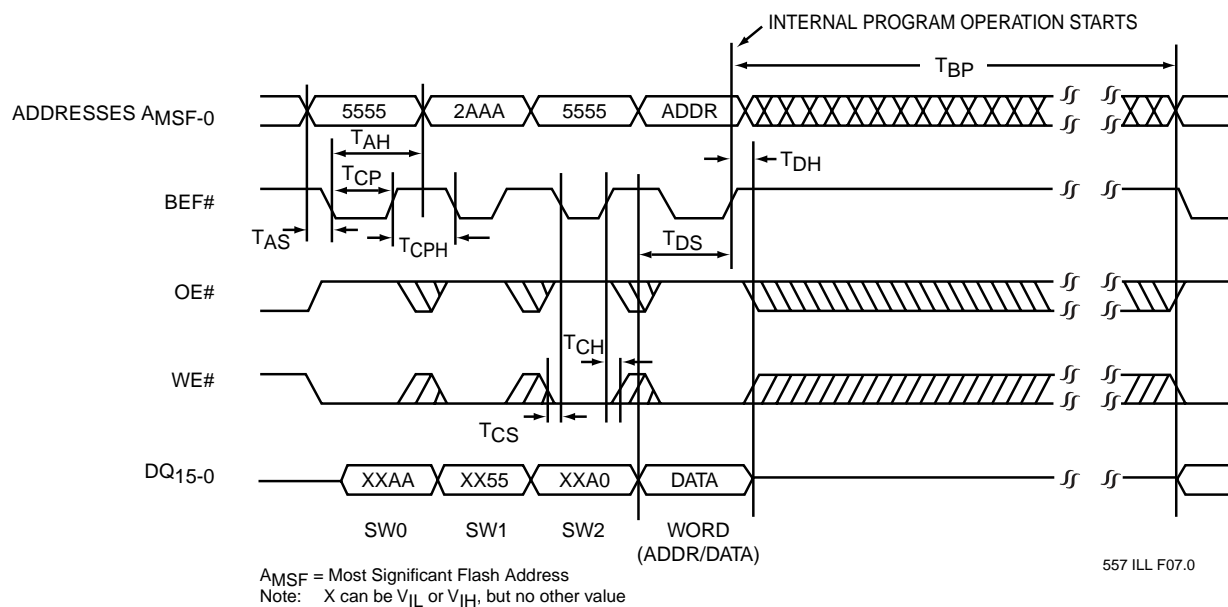 INTERNAL PROGRAM OPERATION STARTS
TBP
ADDRESSES AMSF-0
5555
2AAA
5555
ADDR
TAH
TDH
TCP
BEF#
TAS
TCPH
TDS
OE#
TCH
WE#
TCS
DQ15-0
XXAA
XX55
XXA0
DATA
SW0
SW1
SW2
WORD
(ADDR/DATA)
557 ILL F07.0
AMSF = Most Significant Flash Address
Note: X can be VIL or VIH, but no other value